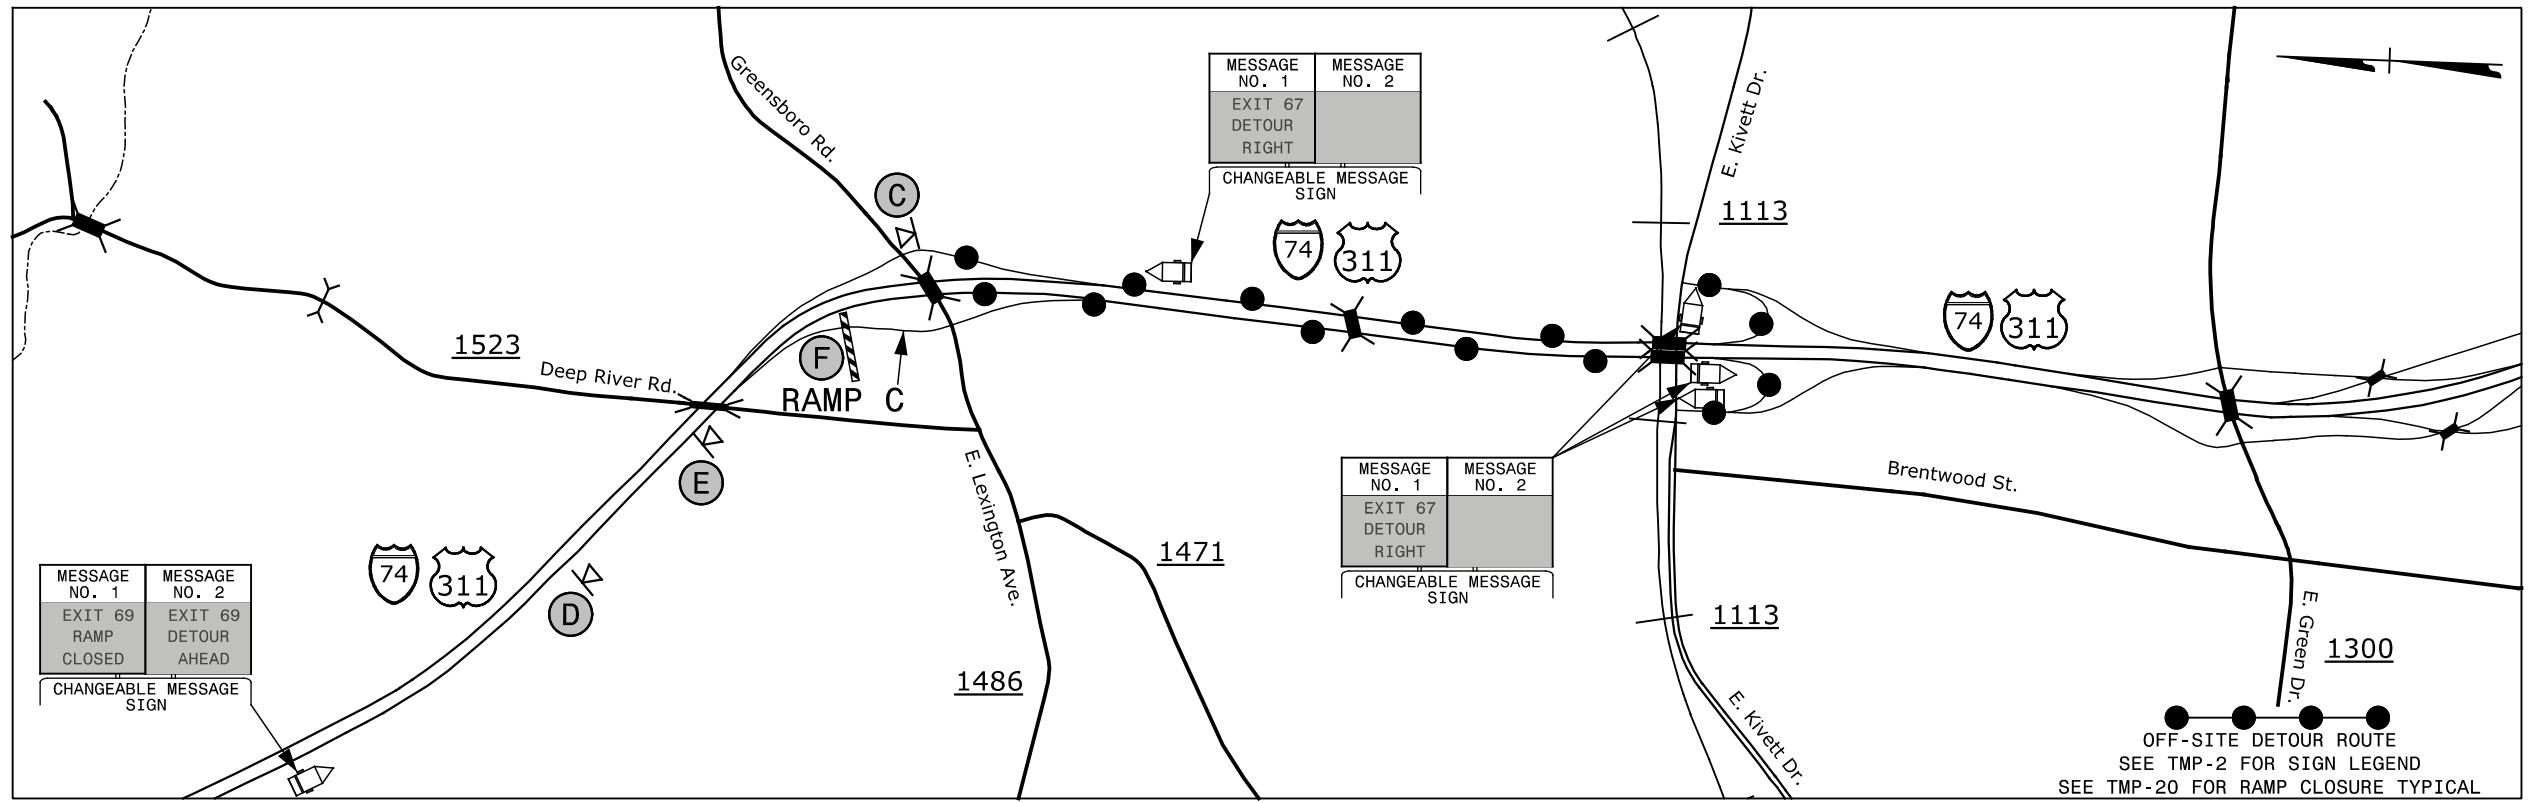 MESSAGE NO. 1
MESSAGE NO. 2
EXIT 67
DETOUR
RIGHT
CHANGEABLE MESSAGE
SIGN
Greensboro Rd.
E. Kivett Dr.
C
1113
74
311
74
311
1523
Deep River Rd.
F
RAMP C
E
E. Lexington Ave.
MESSAGE NO. 1
MESSAGE NO. 2
EXIT 67
DETOUR
RIGHT
CHANGEABLE MESSAGE
SIGN
Brentwood St.
1471
74
311
D
MESSAGE NO. 1
MESSAGE NO. 2
EXIT 69
RAMP
CLOSED
EXIT 69
DETOUR
AHEAD
CHANGEABLE MESSAGE
SIGN
1113
1486
E. Kivett Dr.
E. Green Dr.
1300
OFF-SITE DETOUR ROUTE
SEE TMP-2 FOR SIGN LEGEND
SEE TMP-20 FOR RAMP CLOSURE TYPICAL